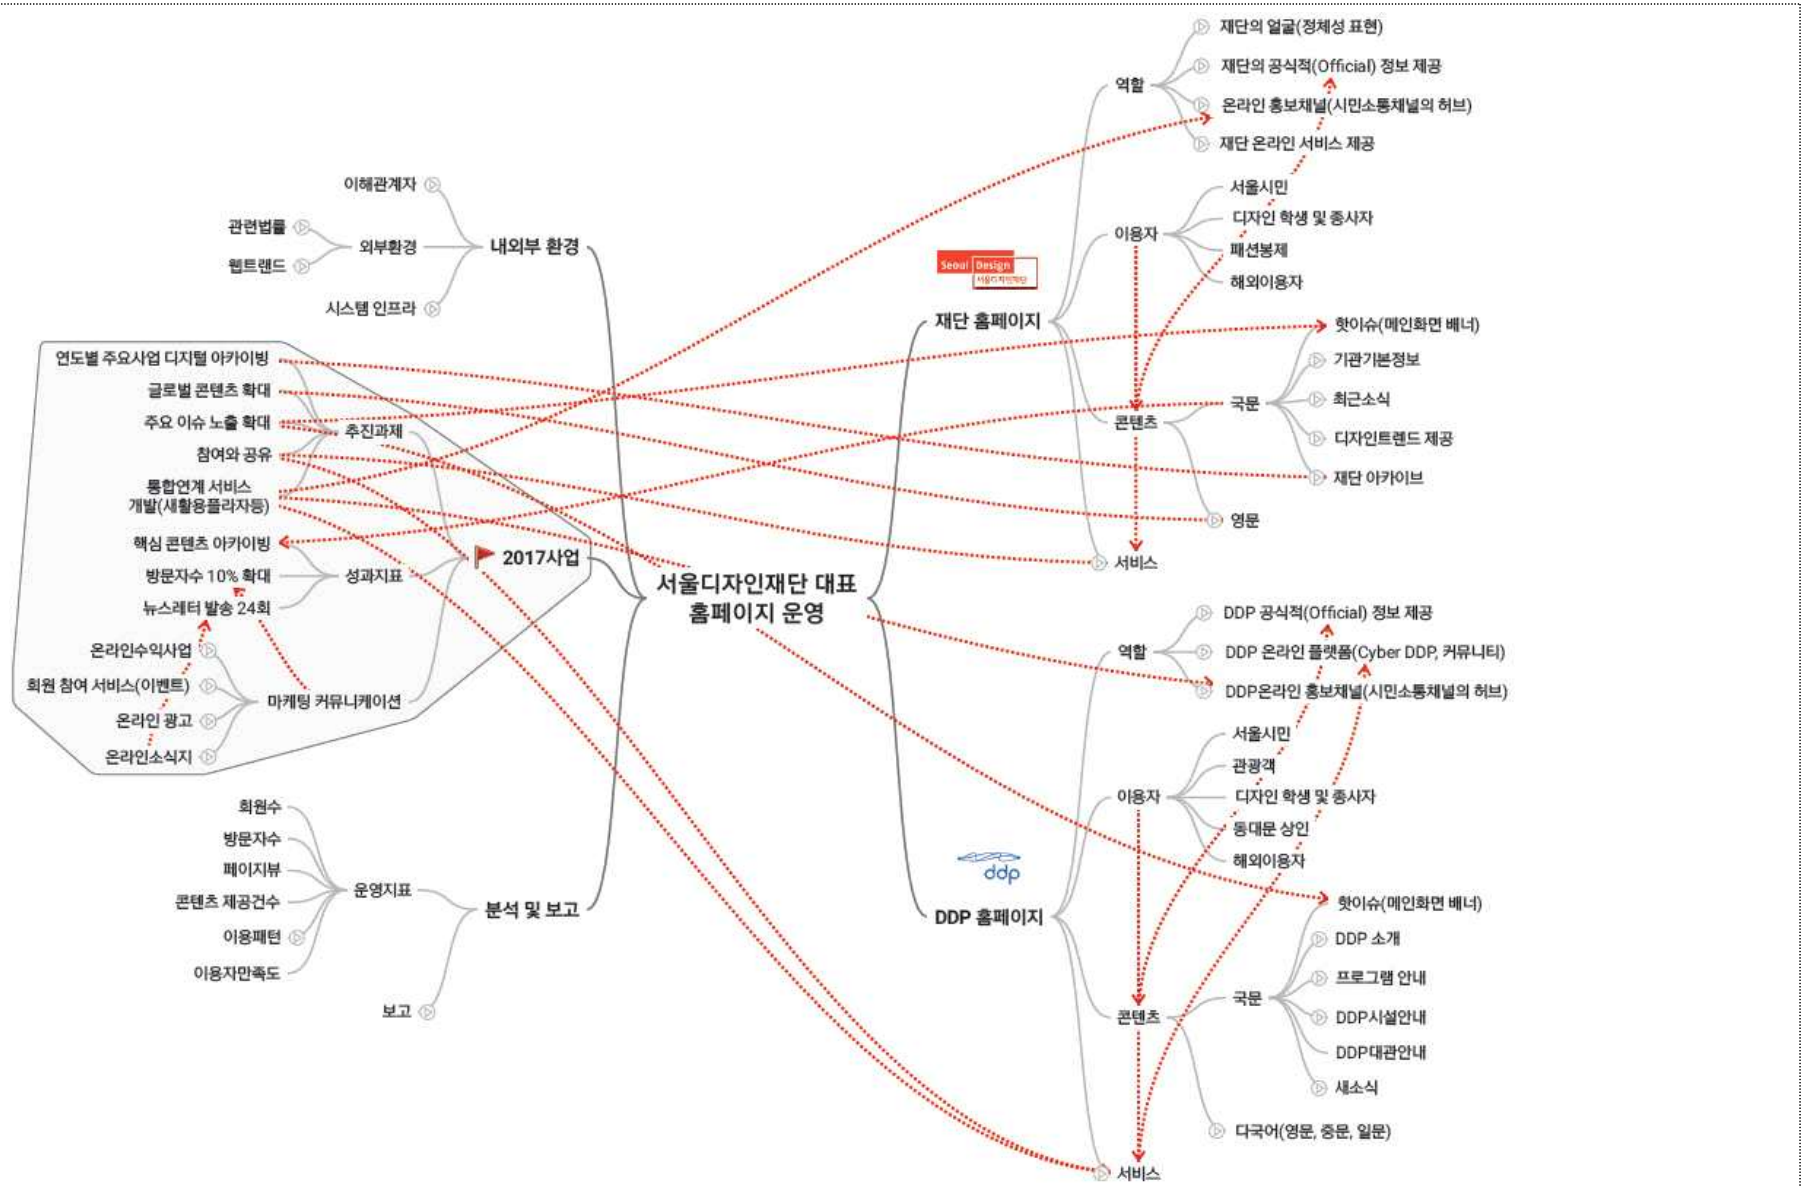 이해관계자
관련법률
외부환경
웹트랜드
시스템 인프라
내외부 환경
연도별 주요사업 디지털 아카이빙
글로벌 콘텐츠 확대
주요 이슈 노출 확대
참여와 공유
통합연계 서비스
개발(새활용플라자등)
추진과제
핵심 콘텐츠 아카이빙
방문자수 10% 확대
뉴스레터 발송 24회
성과지표
2017사업
온라인수익사업
회원 참여 서비스(이벤트)
온라인 광고
온라인소식지
마케팅 커뮤니케이션
회원수
방문자수
페이지뷰
콘텐츠 제공건수
이용패턴
이용자만족도
운영지표
분석 및 보고
보고
서울디자인재단 대표
홈페이지 운영
Seoul Design
서울디자인재단
재단 홈페이지
역할
재단의 얼굴(정체성 표현)
재단의 공식적(Official) 정보 제공
온라인 홍보채널(시민소통채널의 허브)
재단 온라인 서비스 제공
이용자
서울시민
디자인 학생 및 종사자
패션봉제
해외이용자
콘텐츠
국문
핫이슈(메인화면 배너)
기관기본정보
최근소식
디자인트렌드 제공
재단 아카이브
영문
서비스
ddp
DDP 홈페이지
역할
DDP 공식적(Official) 정보 제공
DDP 온라인 플랫폼(Cyber DDP, 커뮤니티)
DDP온라인 홍보채널(시민소통채널의 허브)
이용자
서울시민
관광객
디자인 학생 및 종사자
동대문 상인
해외이용자
콘텐츠
국문
핫이슈(메인화면 배너)
DDP 소개
프로그램 안내
DDP시설안내
DDP대관안내
새소식
다국어(영문, 중문, 일문)
서비스